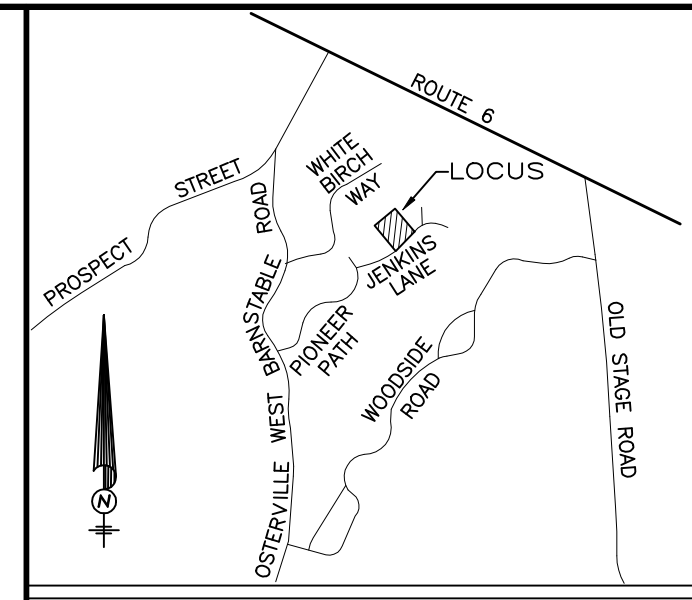 ROUTE 6
WHITE
BIRCH
WAY
LOCUS
PROSPECT STREET
JENKINS
LANE
PIONEER
PATH
WOODSIDE
ROAD
OSTERVILLE WEST BARNSTABLE ROAD
OLD STAGE ROAD
N